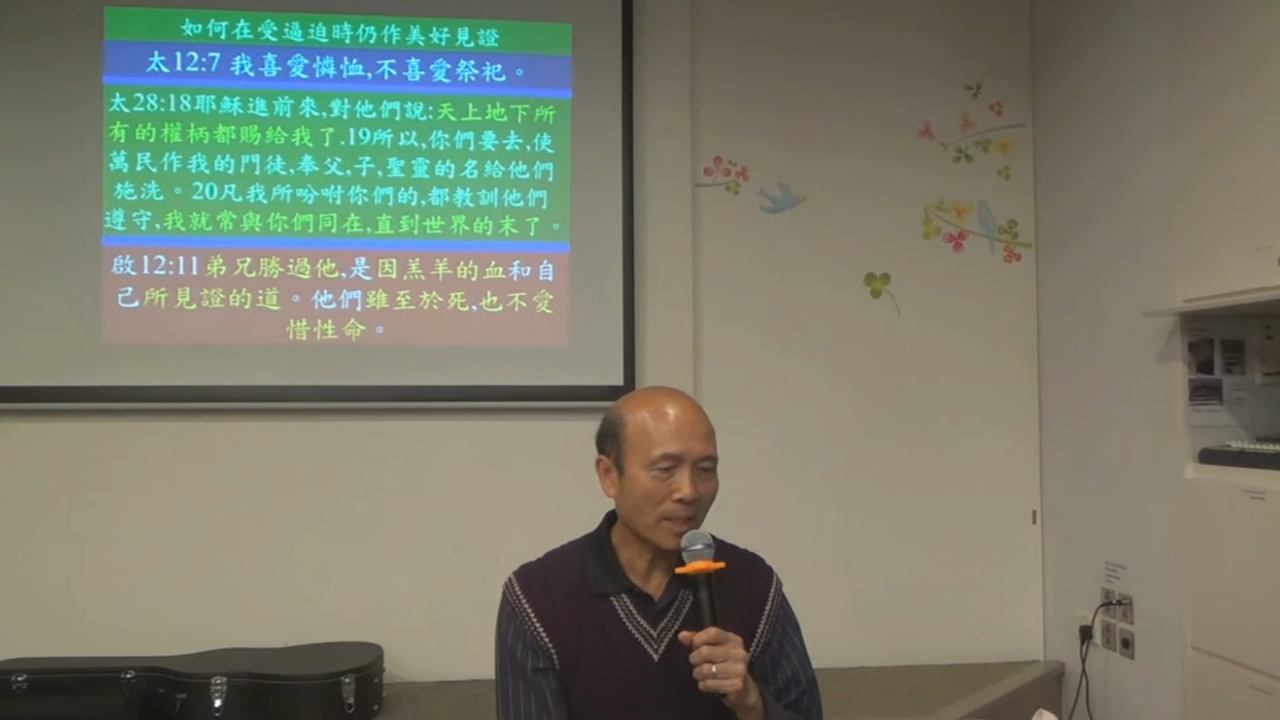 如何在受逼迫時仍作美好見證
太12:7 我喜愛憐恤,不喜愛祭祀。
太28:18耶穌進前來,對他們說:天上地下所
有的權柄都賜給我了.19所以,你們要去,使
萬民作我的門徒,奉父,子,聖靈的名給他們
施洗。20凡我所吩咐你們的,都教訓他們
遵守,我就常與你們同在,直到世界的末了。
啟12:11弟兄勝過他,是因羔羊的血和自
己所見證的道。他們雖至於死,也不愛
惜性命。